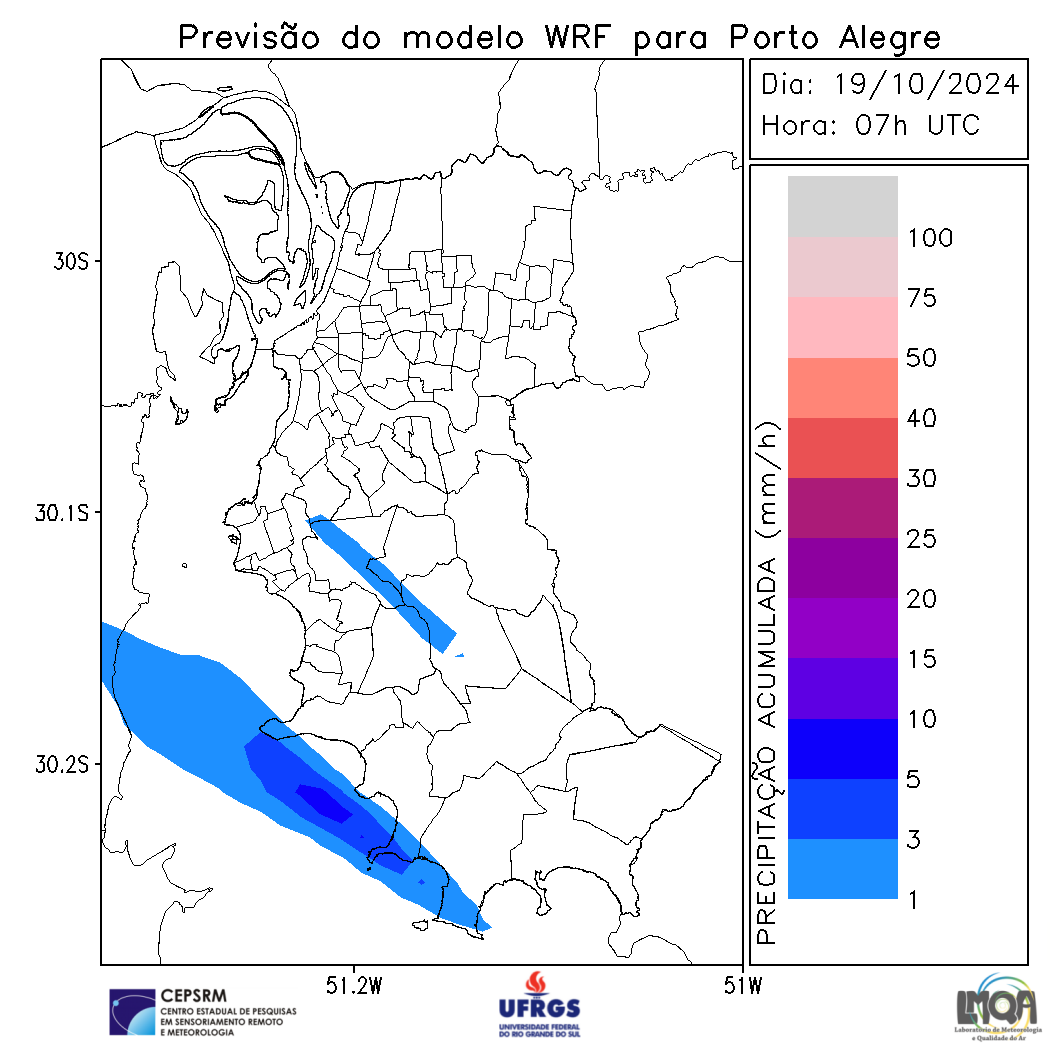 Previsão do modelo WRF para Porto Alegre
Dia: 19/10/2024
Hora: 07h UTC
30S
30.1S
30.2S
51.2W
51W
PRECIPITAÇÃO ACUMULADA (mm/h)
100
75
50
40
30
25
20
15
10
5
3
1
CEPSRM
CENTRO ESTADUAL DE PESQUISAS
EM SENSORIAMENTO REMOTO
E METEOROLOGIA
UFRGS
UNIVERSIDADE FEDERAL
DO RIO GRANDE DO SUL
LMQA
Laboratório de Meteorologia
e Qualidade do Ar